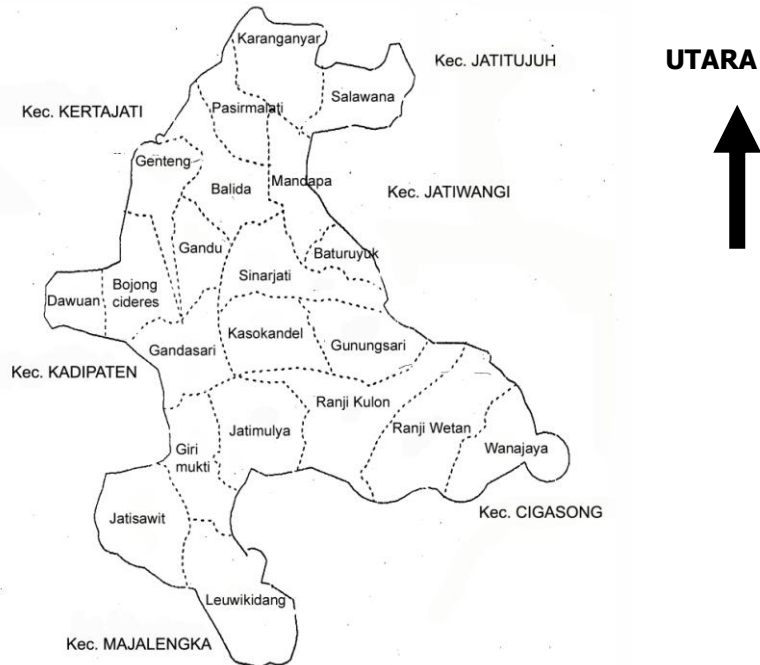 Karanganyar
Kec. JATITUJUH
UTARA
Salawana
Pasirmalati
Kec. KERTAJATI
Genteng
Mandapa
Balida
Kec. JATIWANGI
Gandu
Baturuyuk
Sinarjati
Bojong
cideres
Dawuan
Kasokandel
Gunungsari
Gandasari
Kec. KADIPATEN
Ranji Kulon
Jatimulya
Ranji Wetan
Wanajaya
Giri
mukti
Kec. CIGASONG
Jatisawit
Leuwikidang
Kec. MAJALENGKA